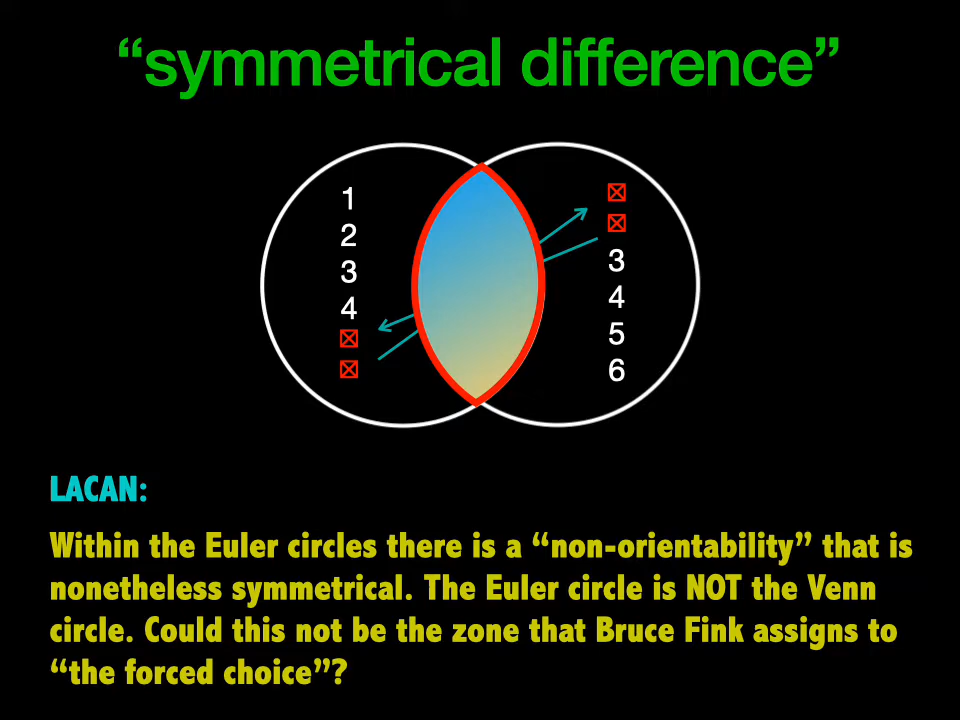 “symmetrical difference”
1
2
3
4
☒
☒
☒
☒
3
4
5
6
LACAN:
Within the Euler circles there is a “non-orientability” that is
nonetheless symmetrical. The Euler circle is NOT the Venn
circle. Could this not be the zone that Bruce Fink assigns to
“the forced choice”?